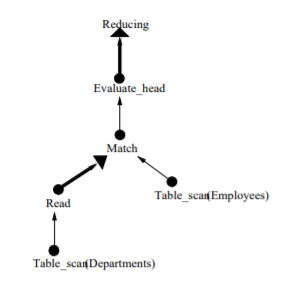 Reducing
Evaluate_head
Match
Read
Table_scan(Employees)
Table_scan(Departments)